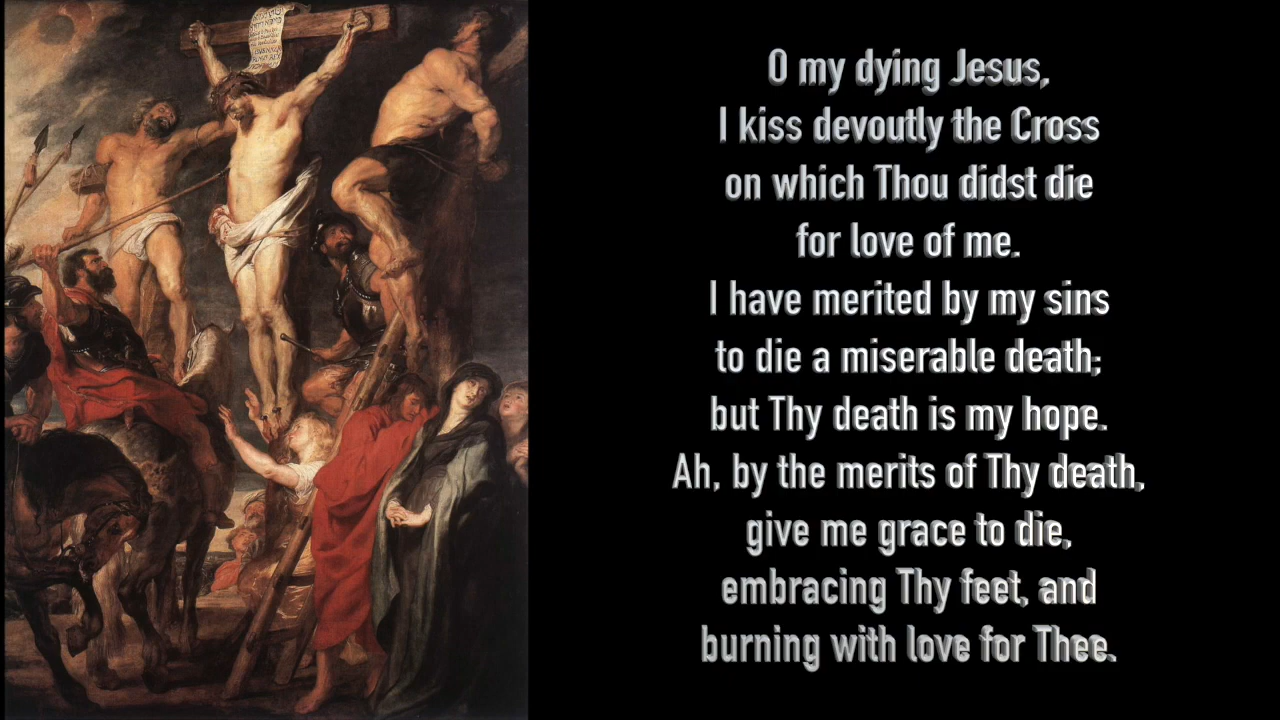 O my dying Jesus,
I kiss devoutly the Cross
on which Thou didst die
for love of me.
I have merited by my sins
to die a miserable death;
but Thy death is my hope.
Ah, by the merits of Thy death,
give me grace to die,
embracing Thy feet, and
burning with love for Thee.